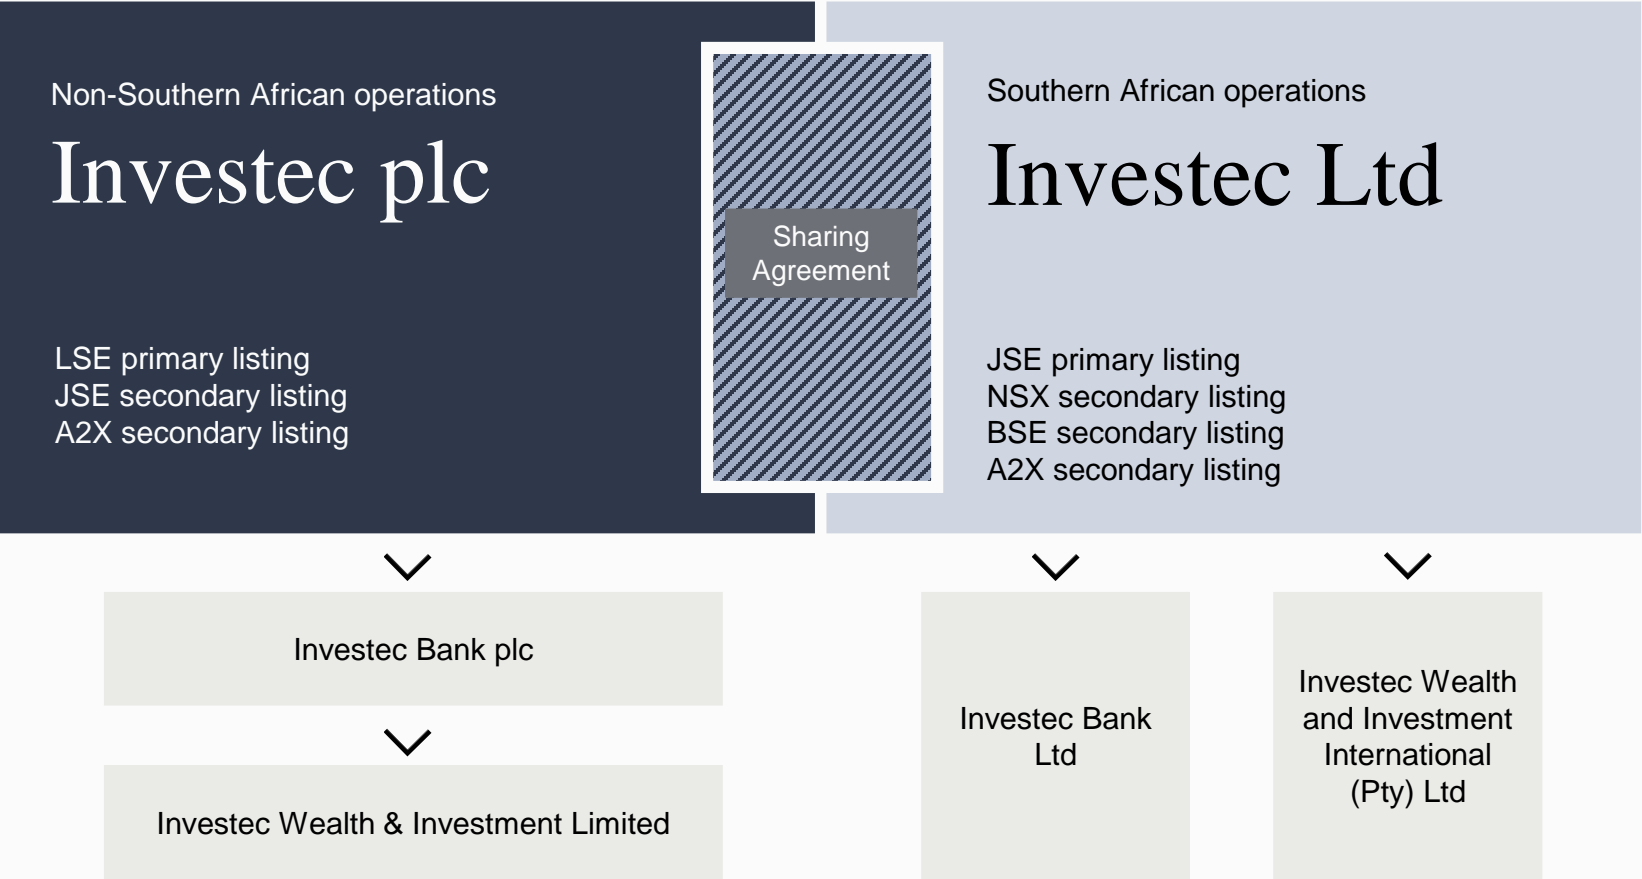 Non-Southern African operations
Investec plc
LSE primary listing
JSE secondary listing
A2X secondary listing
Sharing
Agreement
Southern African operations
Investec Ltd
JSE primary listing
NSX secondary listing
BSE secondary listing
A2X secondary listing
Investec Bank plc
Investec Wealth & Investment Limited
Investec Bank
Ltd
Investec Wealth
and Investment
International
(Pty) Ltd